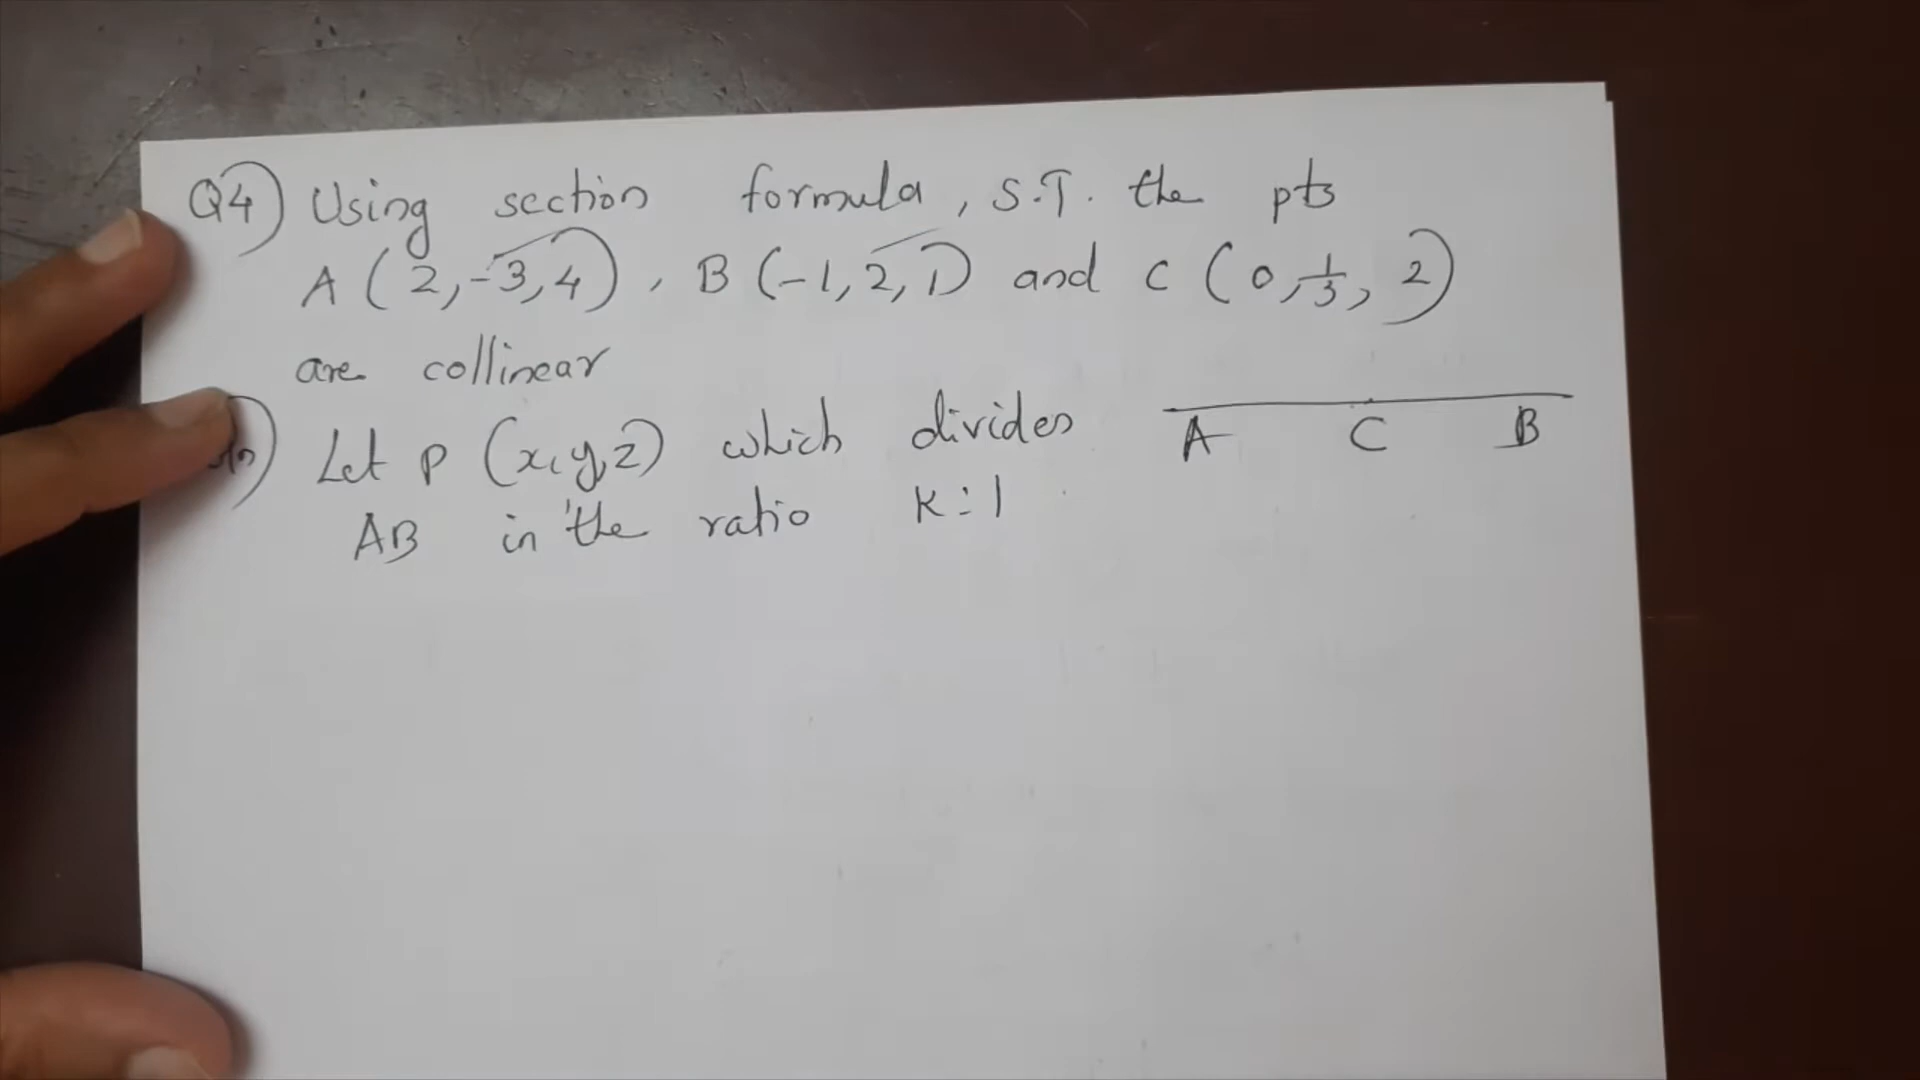 Q4) Using section formula, S.T. the pts
A (2,-3,4), B (-1,2,1) and C (0,1/3, 2)
are collinear
Let P (x,y,z) which divides
AB in the ratio K:1
A C B